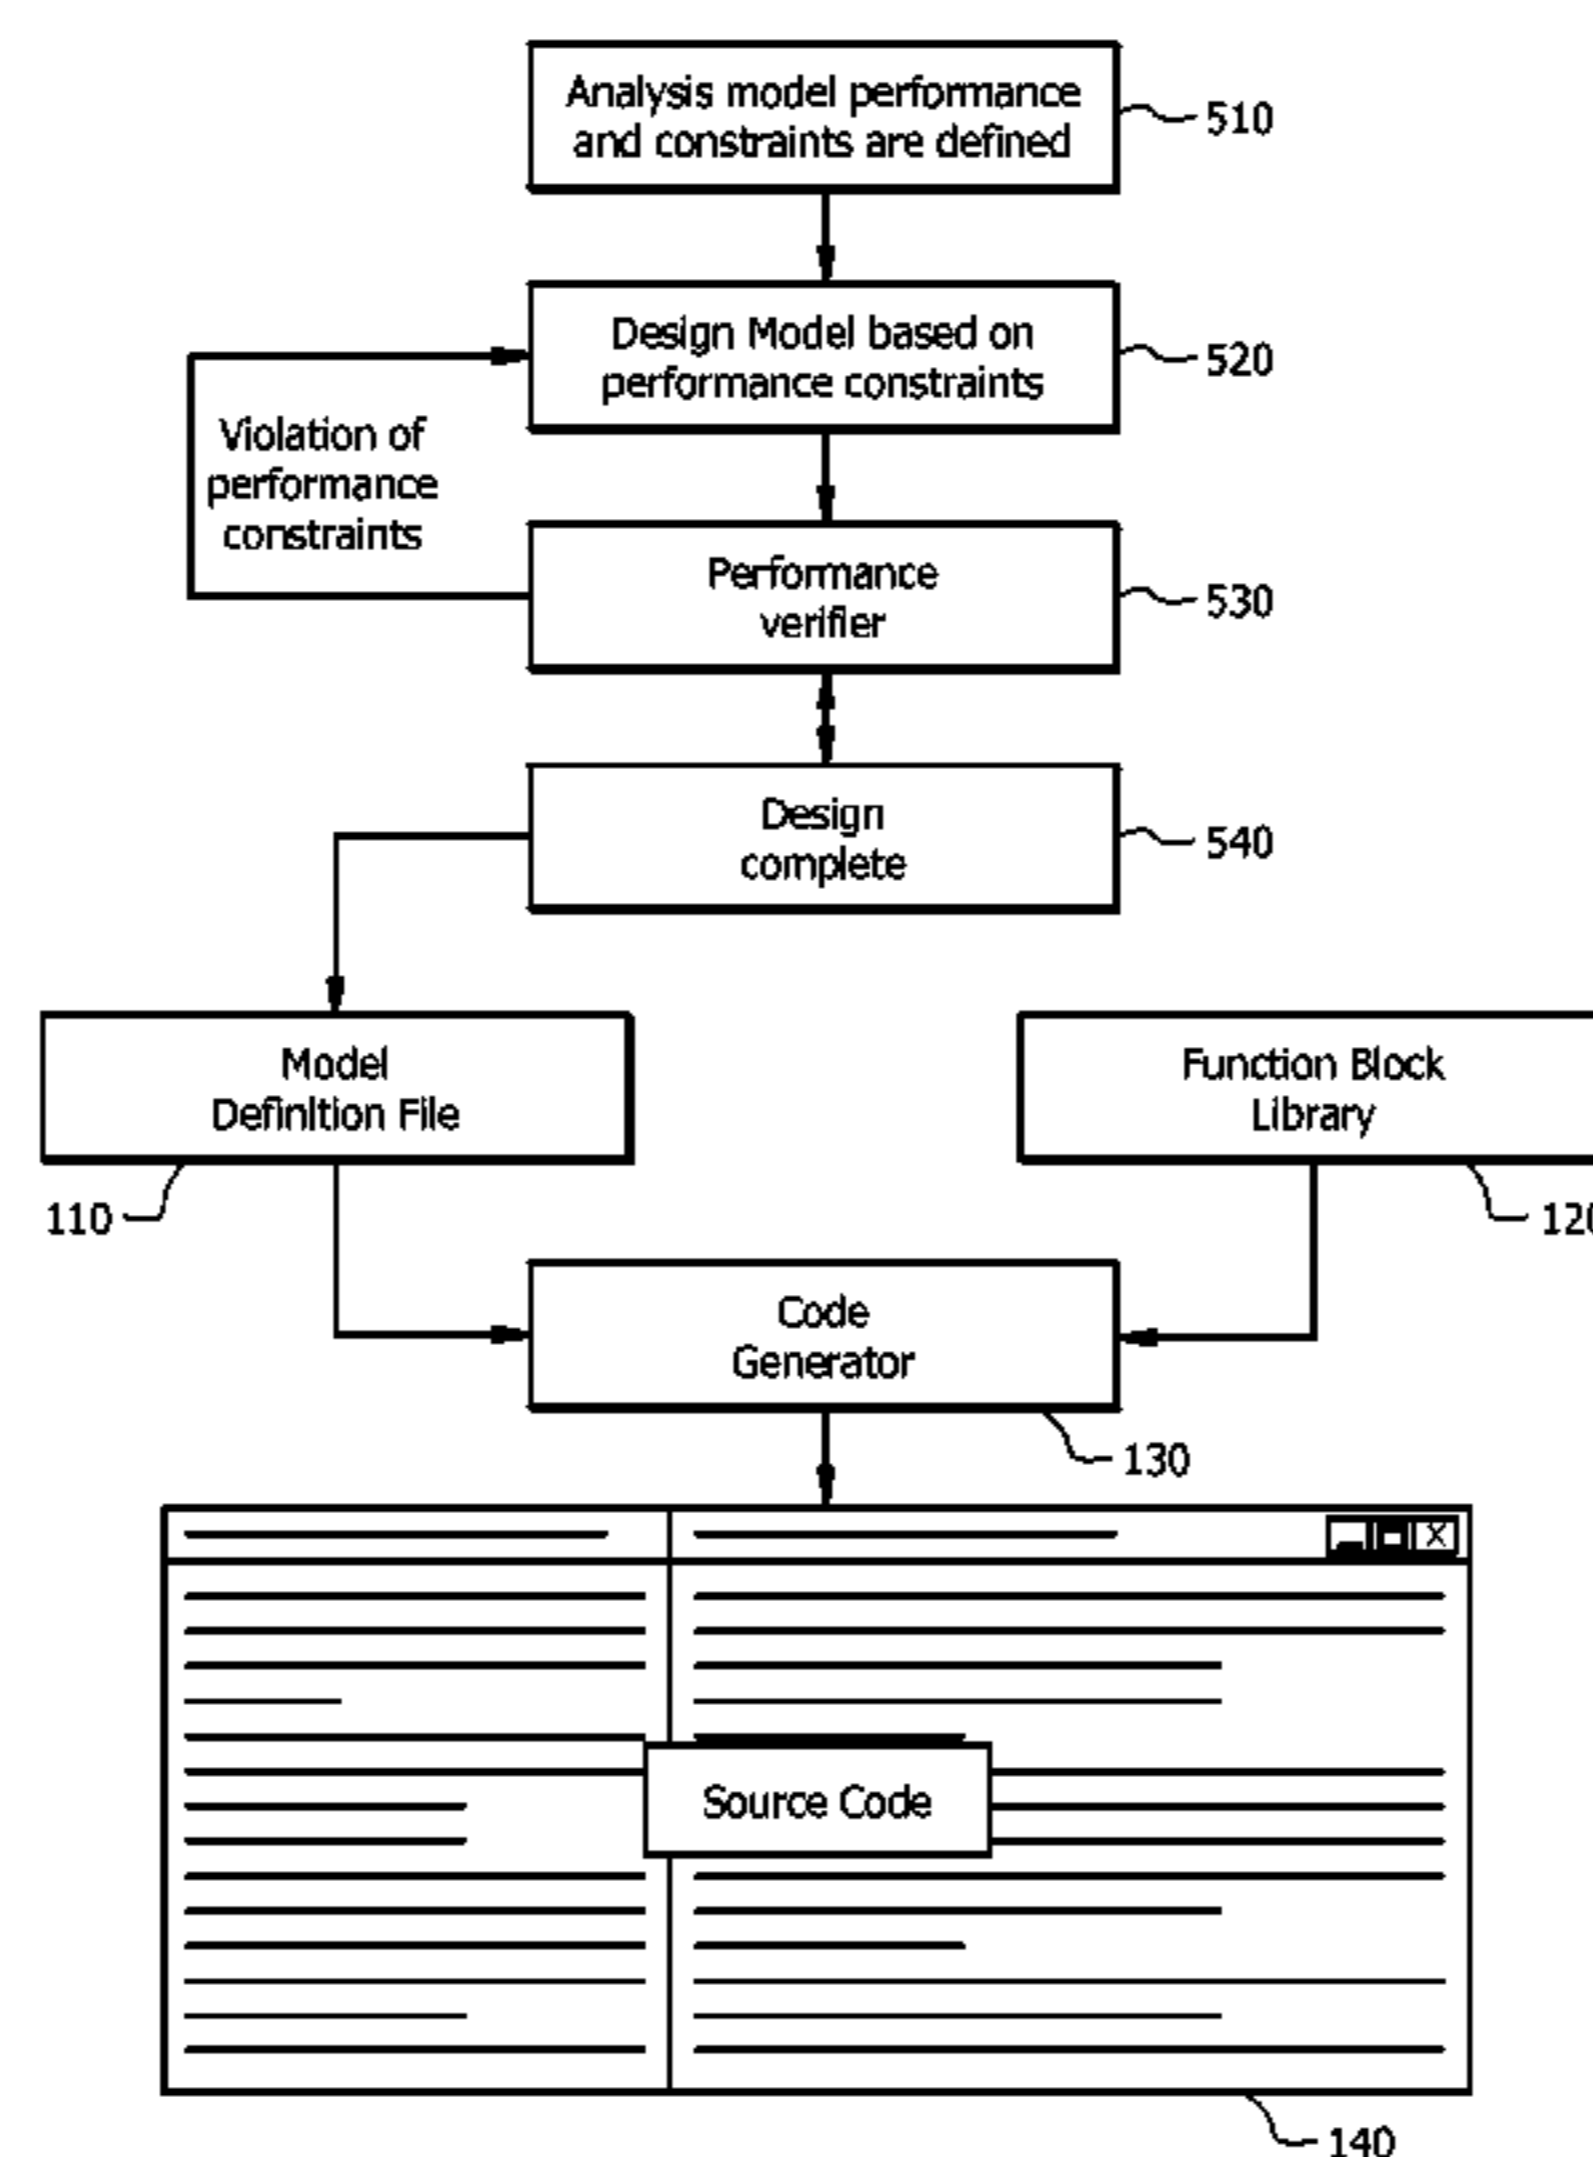 Analysis model performance
and constraints are defined
510
Design Model based on
performance constraints
520
Violation of
performance
constraints
Performance
verifier
530
Design
complete
540
Model
Definition File
110
Function Block
Library
Code
Generator
130
X
Source Code
140